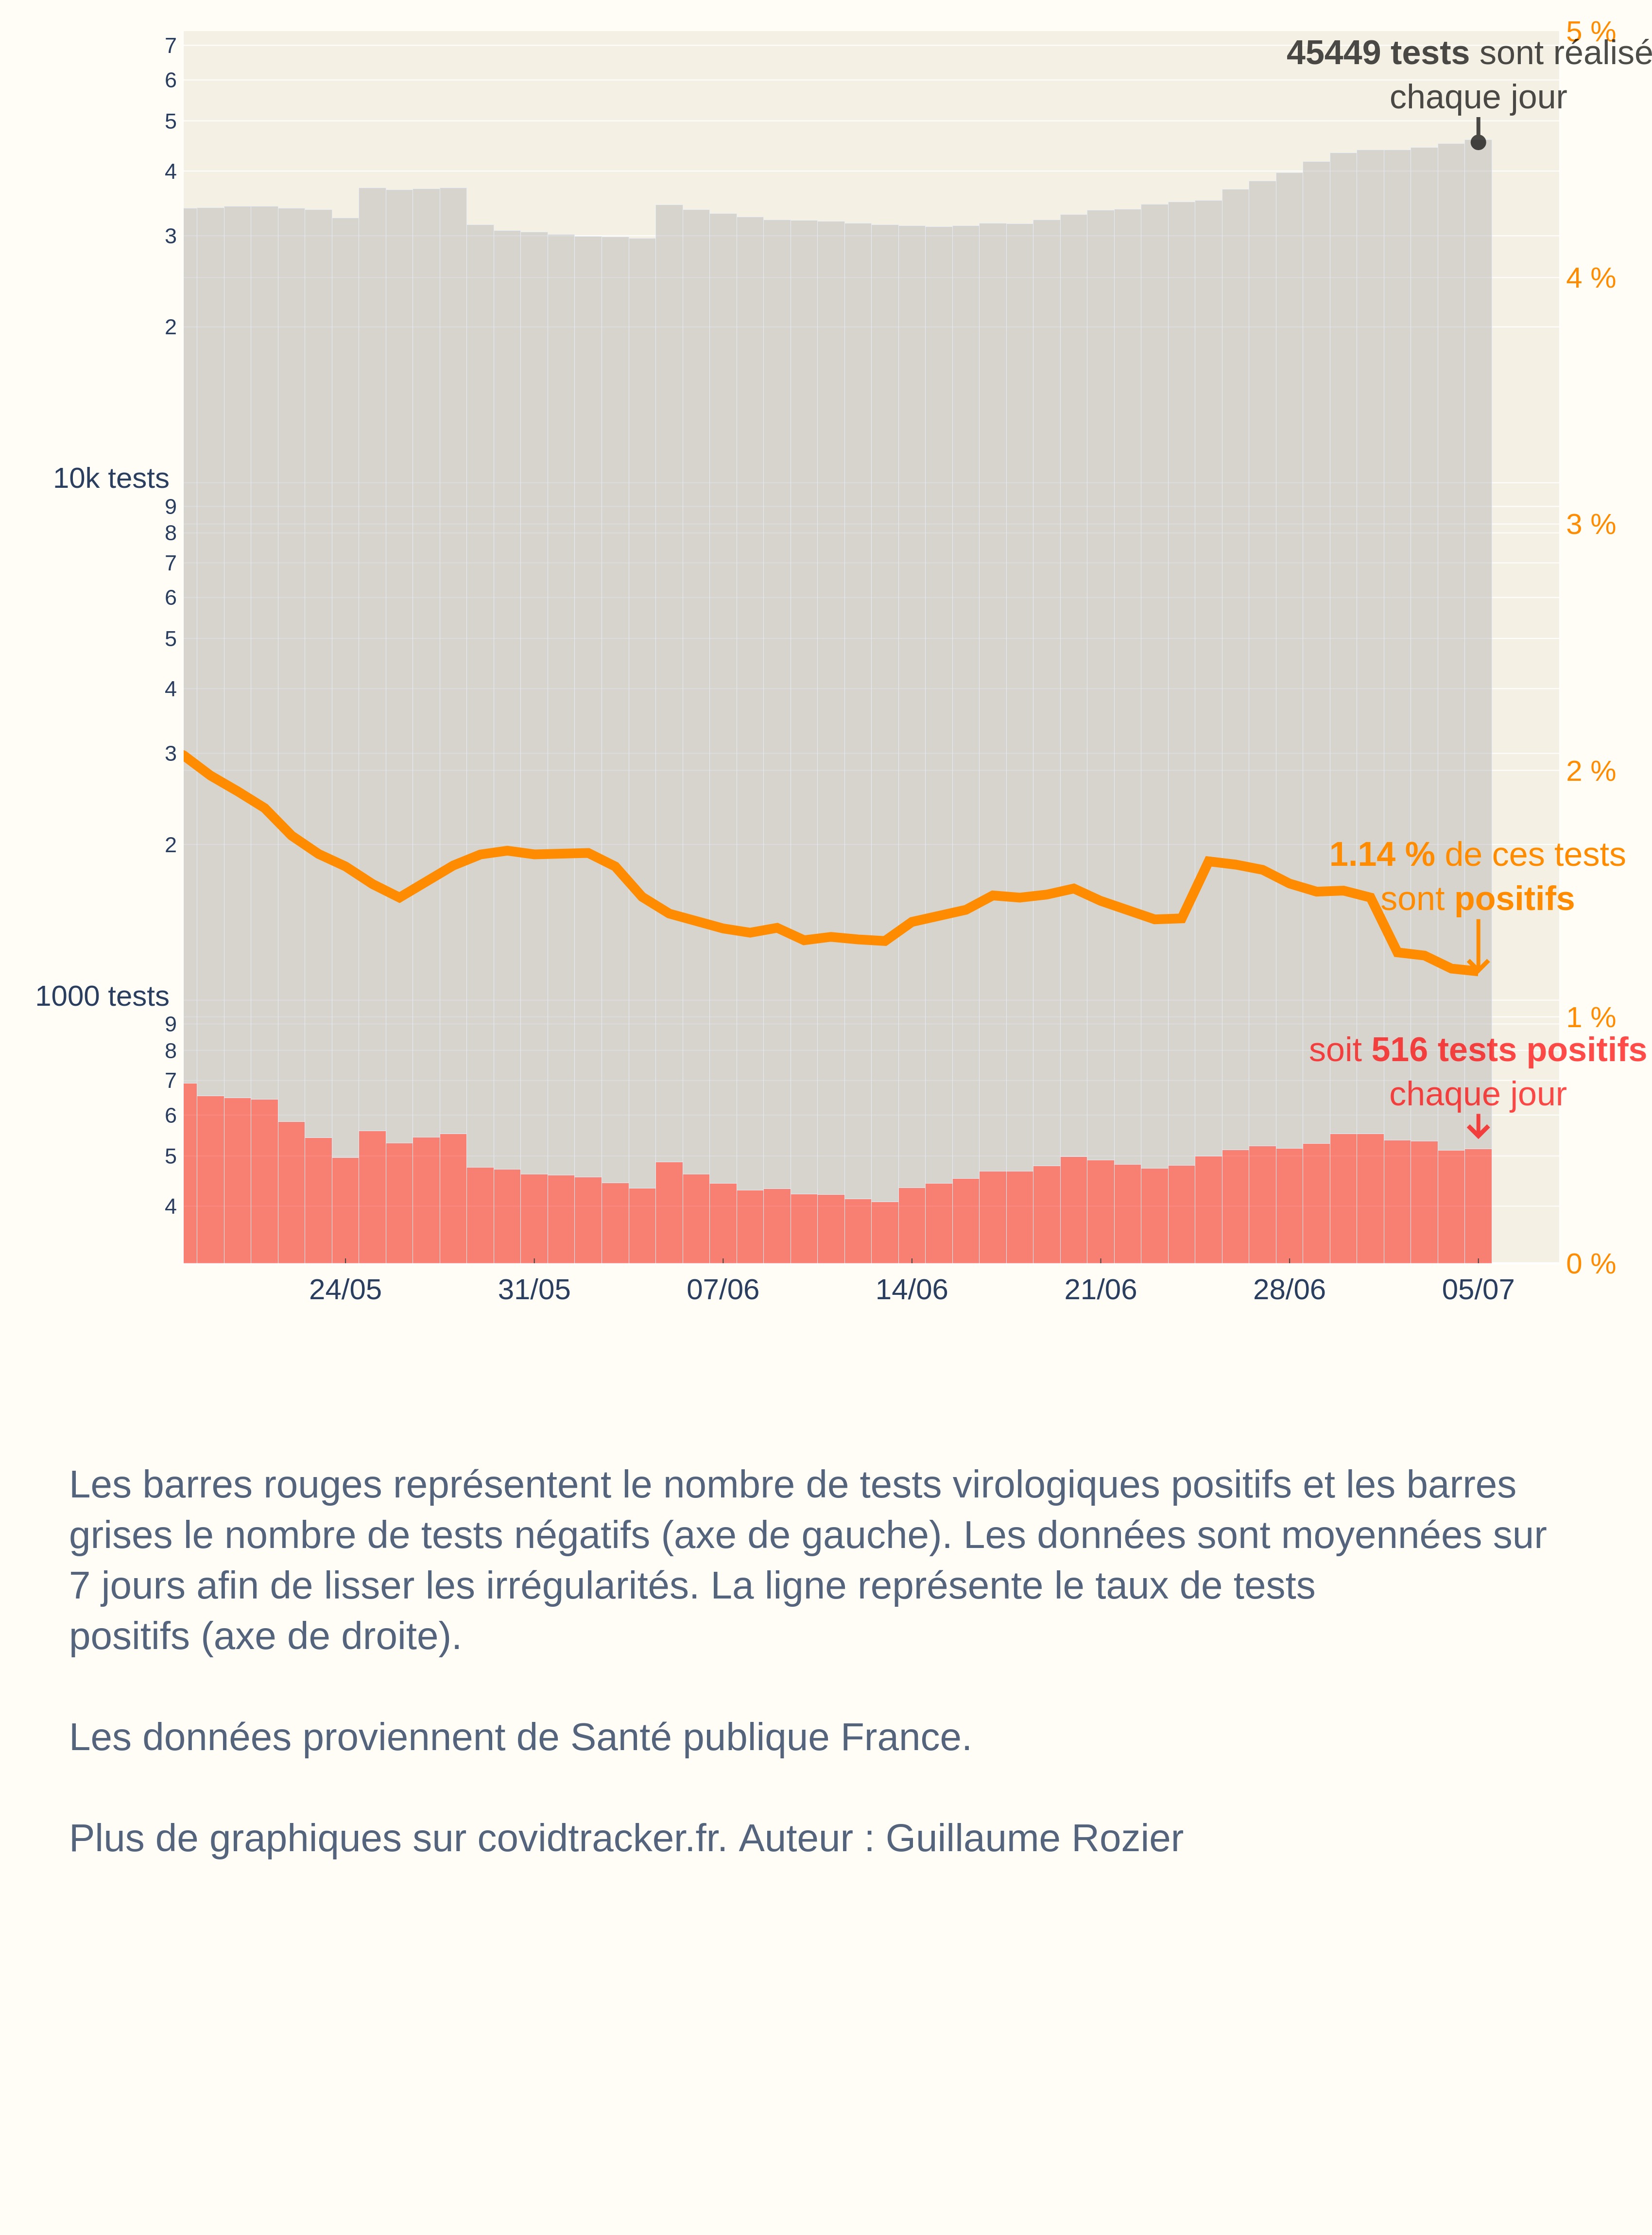 7
6
5
4
3
2
10k tests
9
8
7
6
5
4
3
2
1000 tests
9
8
7
6
5
4
5 %
4 %
3 %
2 %
1 %
0 %
45449 tests sont réalisé
chaque jour
1.14 % de ces tests
sont positifs
soit 516 tests positifs
chaque jour
24/05 31/05 07/06 14/06 21/06 28/06 05/07
Les barres rouges représentent le nombre de tests virologiques positifs et les barres
grises le nombre de tests négatifs (axe de gauche). Les données sont moyennées sur
7 jours afin de lisser les irrégularités. La ligne représente le taux de tests
positifs (axe de droite).
Les données proviennent de Santé publique France.
Plus de graphiques sur covidtracker.fr. Auteur : Guillaume Rozier